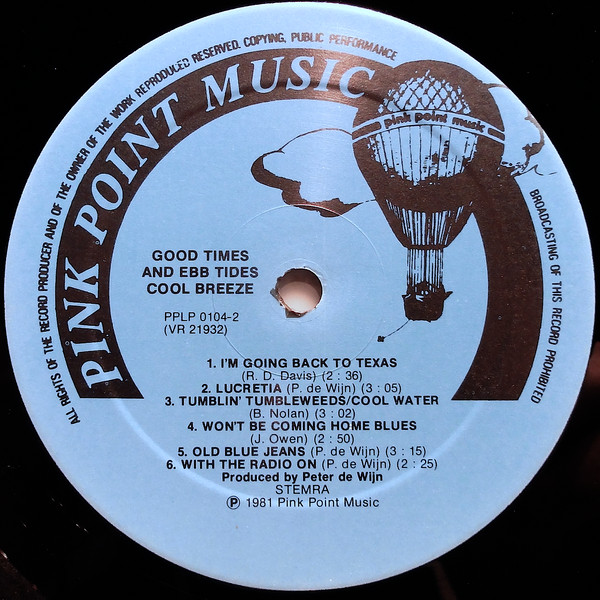 ALL RIGHTS OF THE RECORD PRODUCER AND OF THE OWNER OF THE WORK REPRODUCED RESERVED. COPYING, PUBLIC PERFORMANCE
BROADCASTING OF THIS RECORD PROHIBITED
PINK POINT MUSIC
pink point music
GOOD TIMES
AND EBB TIDES
COOL BREEZE
PPLP 0104-2
(VR 21932)
1. I'M GOING BACK TO TEXAS
(R. D. Davis) (2 : 36)
2. LUCRETIA (P. de Wijn) (3 : 05)
3. TUMBLIN' TUMBLEWEEDS/COOL WATER
(B. Nolan) (3 : 02)
4. WON'T BE COMING HOME BLUES
(J. Owen) (2 : 50)
5. OLD BLUE JEANS (P. de Wijn) (3 : 15)
6. WITH THE RADIO ON (P. de Wijn) (2 : 25)
Produced by Peter de Wijn
STEMRA
Ⓟ 1981 Pink Point Music